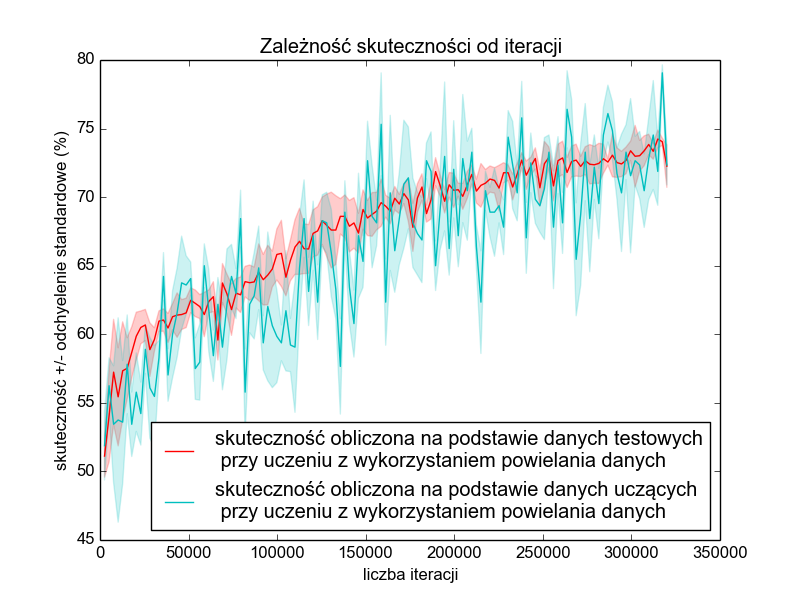 Zależność skuteczności od iteracji
skuteczność +/- odchyelenie standardowe (%)
80
75
70
65
60
55
50
45
skuteczność obliczona na podstawie danych testowych
przy uczeniu z wykorzystaniem powielania danych
skuteczność obliczona na podstawie danych uczących
przy uczeniu z wykorzystaniem powielania danych
0 50000 100000 150000 200000 250000 300000 350000
liczba iteracji